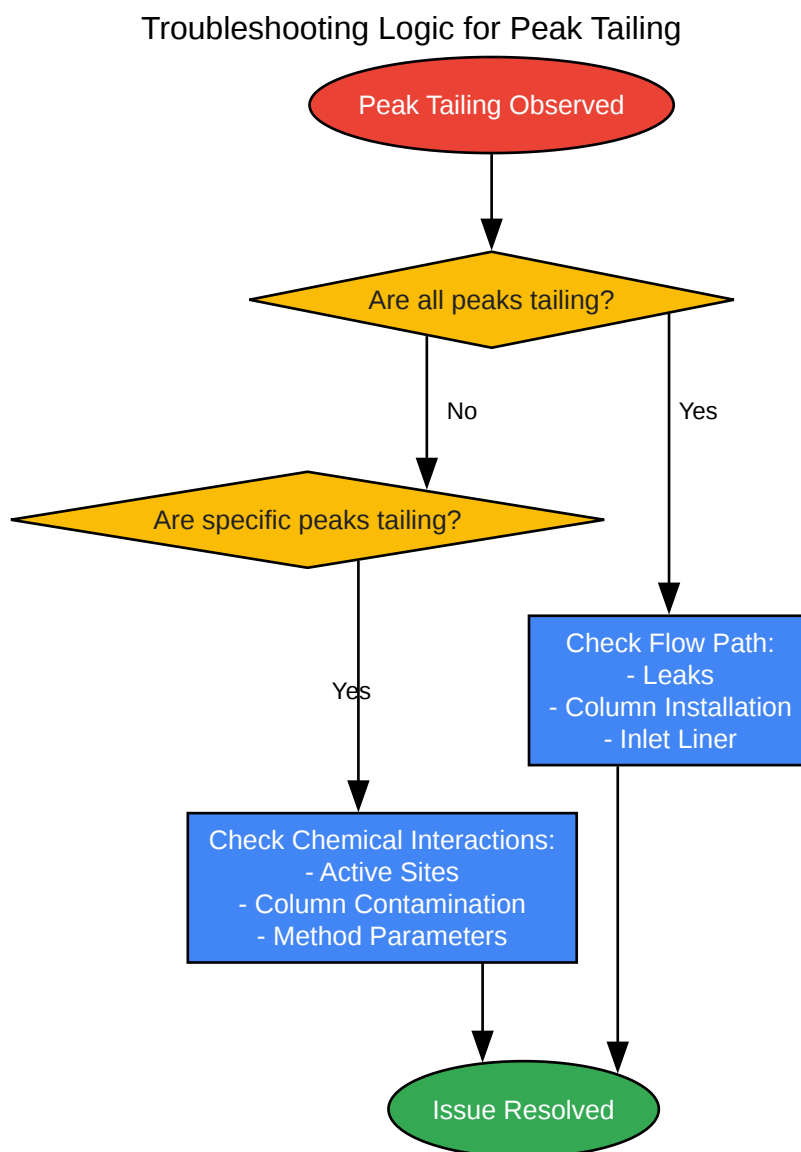 Troubleshooting Logic for Peak Tailing
Peak Tailing Observed
Are all peaks tailing?
No
Yes
Are specific peaks tailing?
Yes
Check Flow Path:
- Leaks
- Column Installation
- Inlet Liner
Check Chemical Interactions:
- Active Sites
- Column Contamination
- Method Parameters
Issue Resolved